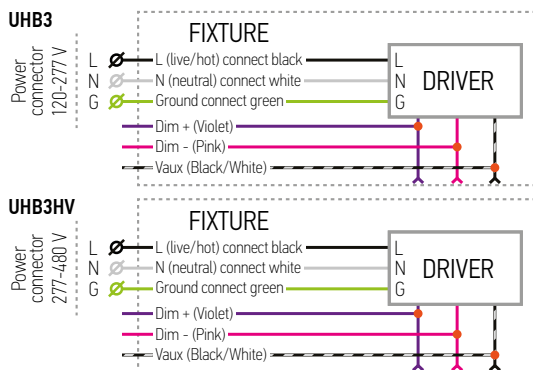 UHB3
FIXTURE
Power
connector
120-277 V
L L (live/hot) connect black L
N N (neutral) connect white N
G Ground connect green G
DRIVER
Dim + (Violet)
Dim - (Pink)
Vaux (Black/White)
UHB3HV
FIXTURE
Power
connector
277-480 V
L L (live/hot) connect black L
N N (neutral) connect white N
G Ground connect green G
DRIVER
Dim + (Violet)
Dim - (Pink)
Vaux (Black/White)